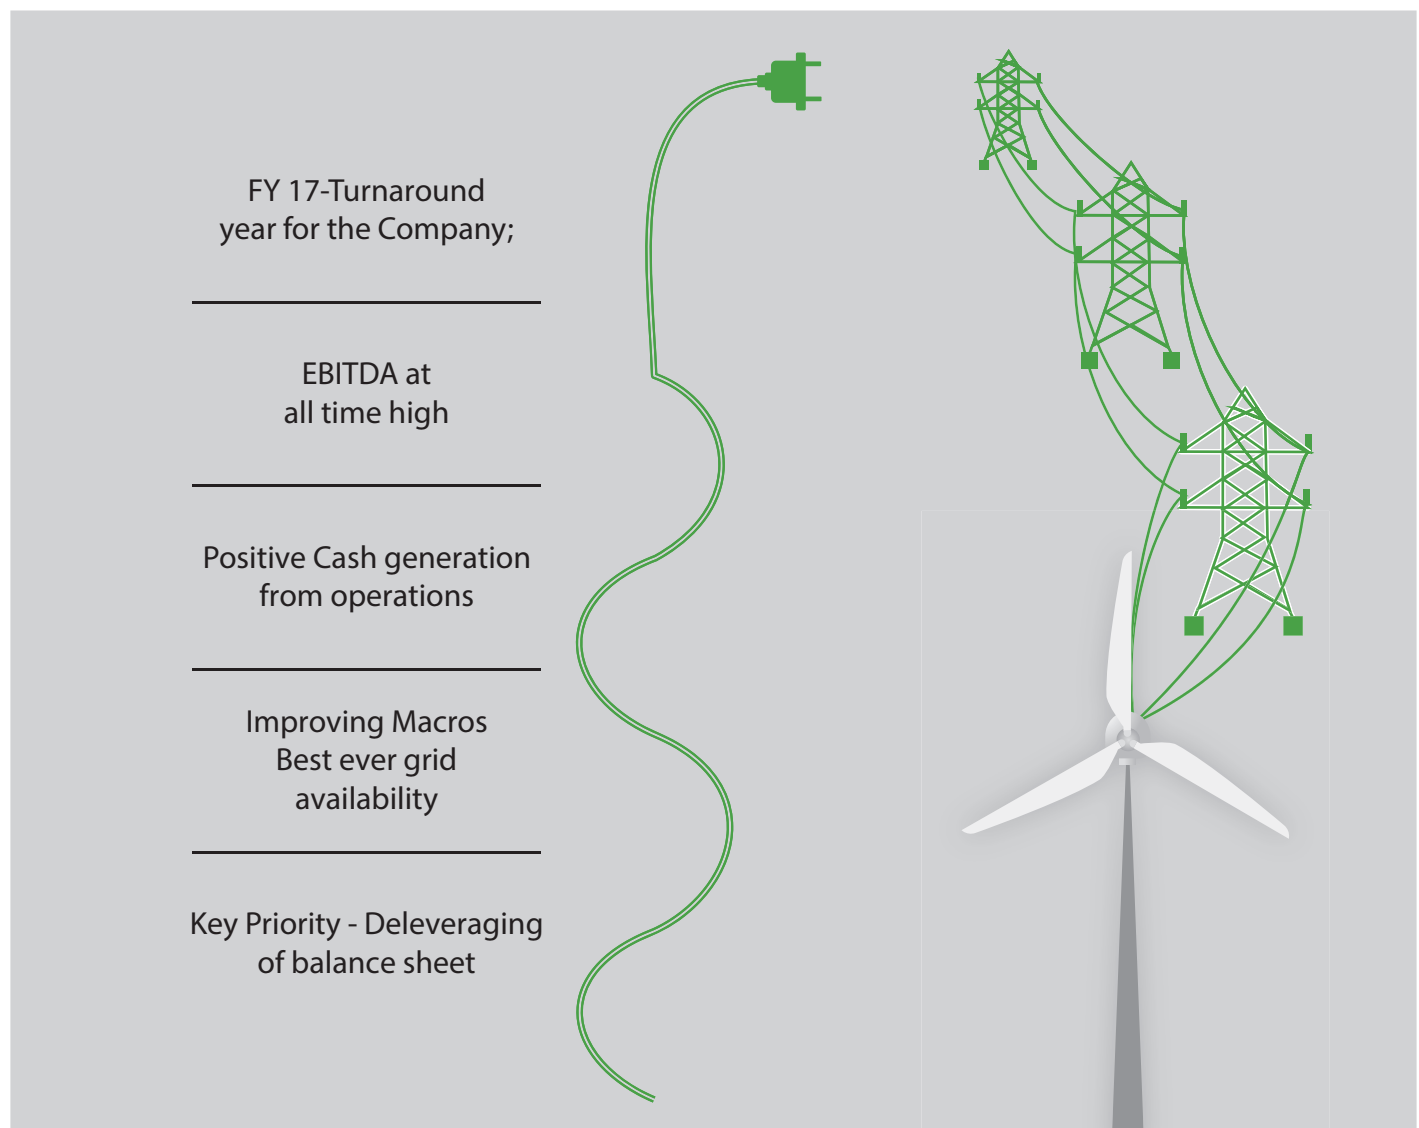 FY 17-Turnaround
year for the Company;
EBITDA at
all time high
Positive Cash generation
from operations
Improving Macros
Best ever grid
availability
Key Priority - Deleveraging
of balance sheet